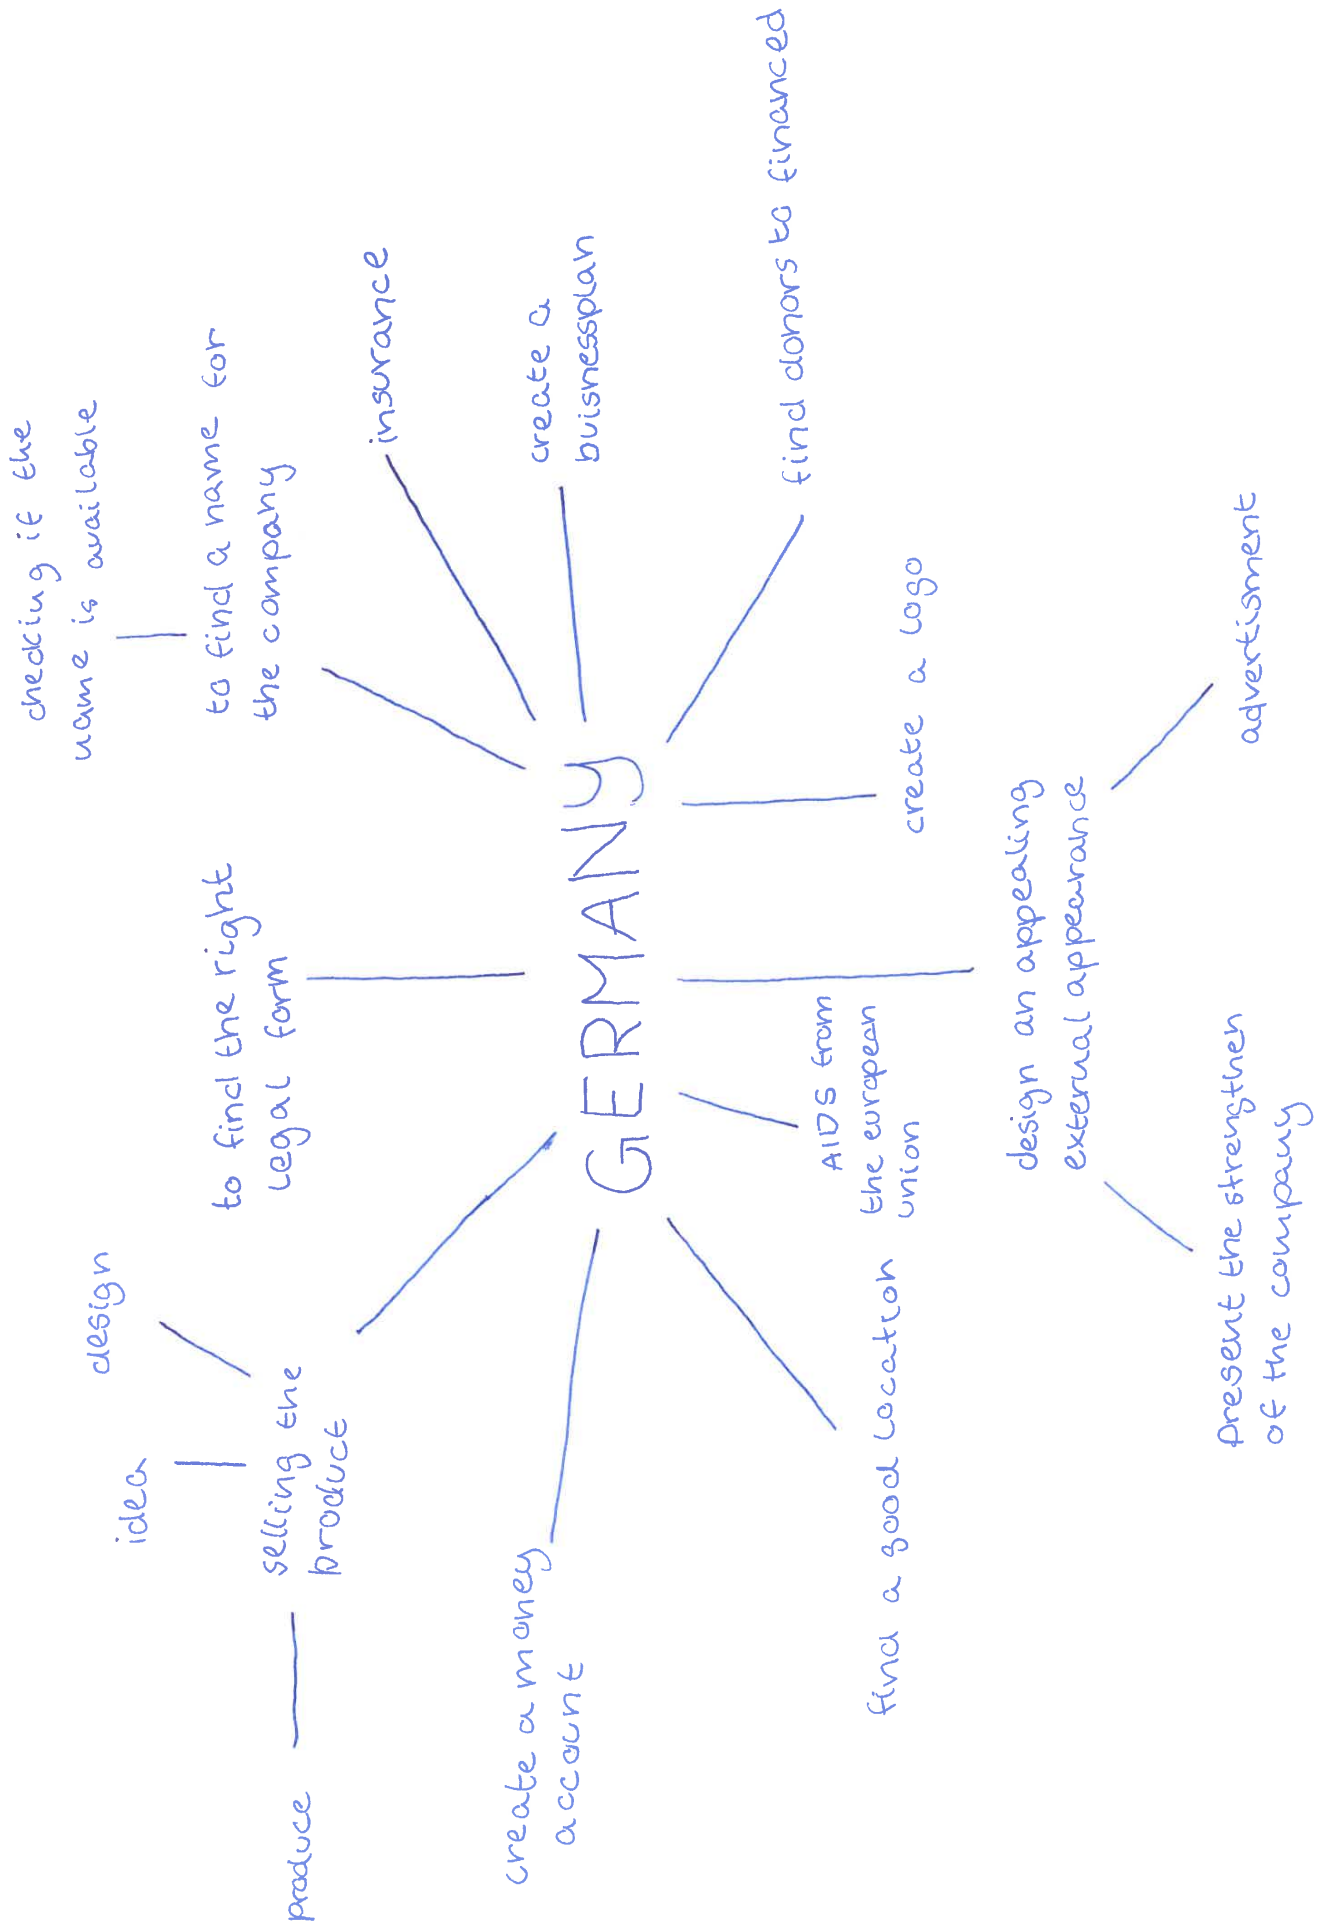 checking if the
name is available
to find a name for
the company
insurance
create a
buisnessplan
find donors to financed
to find the right
legal form
design
idea
selling the
product
produce
GERMANY
create a money
account
find a good location
AIDS from
the european
union
create a logo
design an appealing
external appearance
advertisment
present the strengthen
of the company